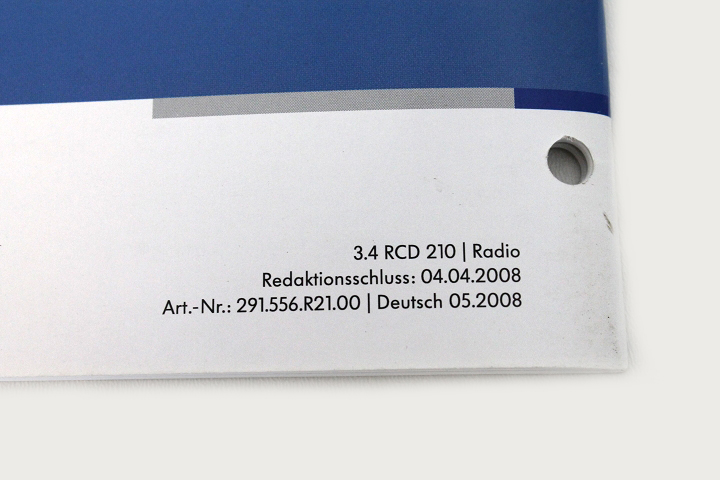 3.4 RCD 210 | Radio
Redaktionsschluss: 04.04.2008
Art.-Nr.: 291.556.R21.00 | Deutsch 05.2008